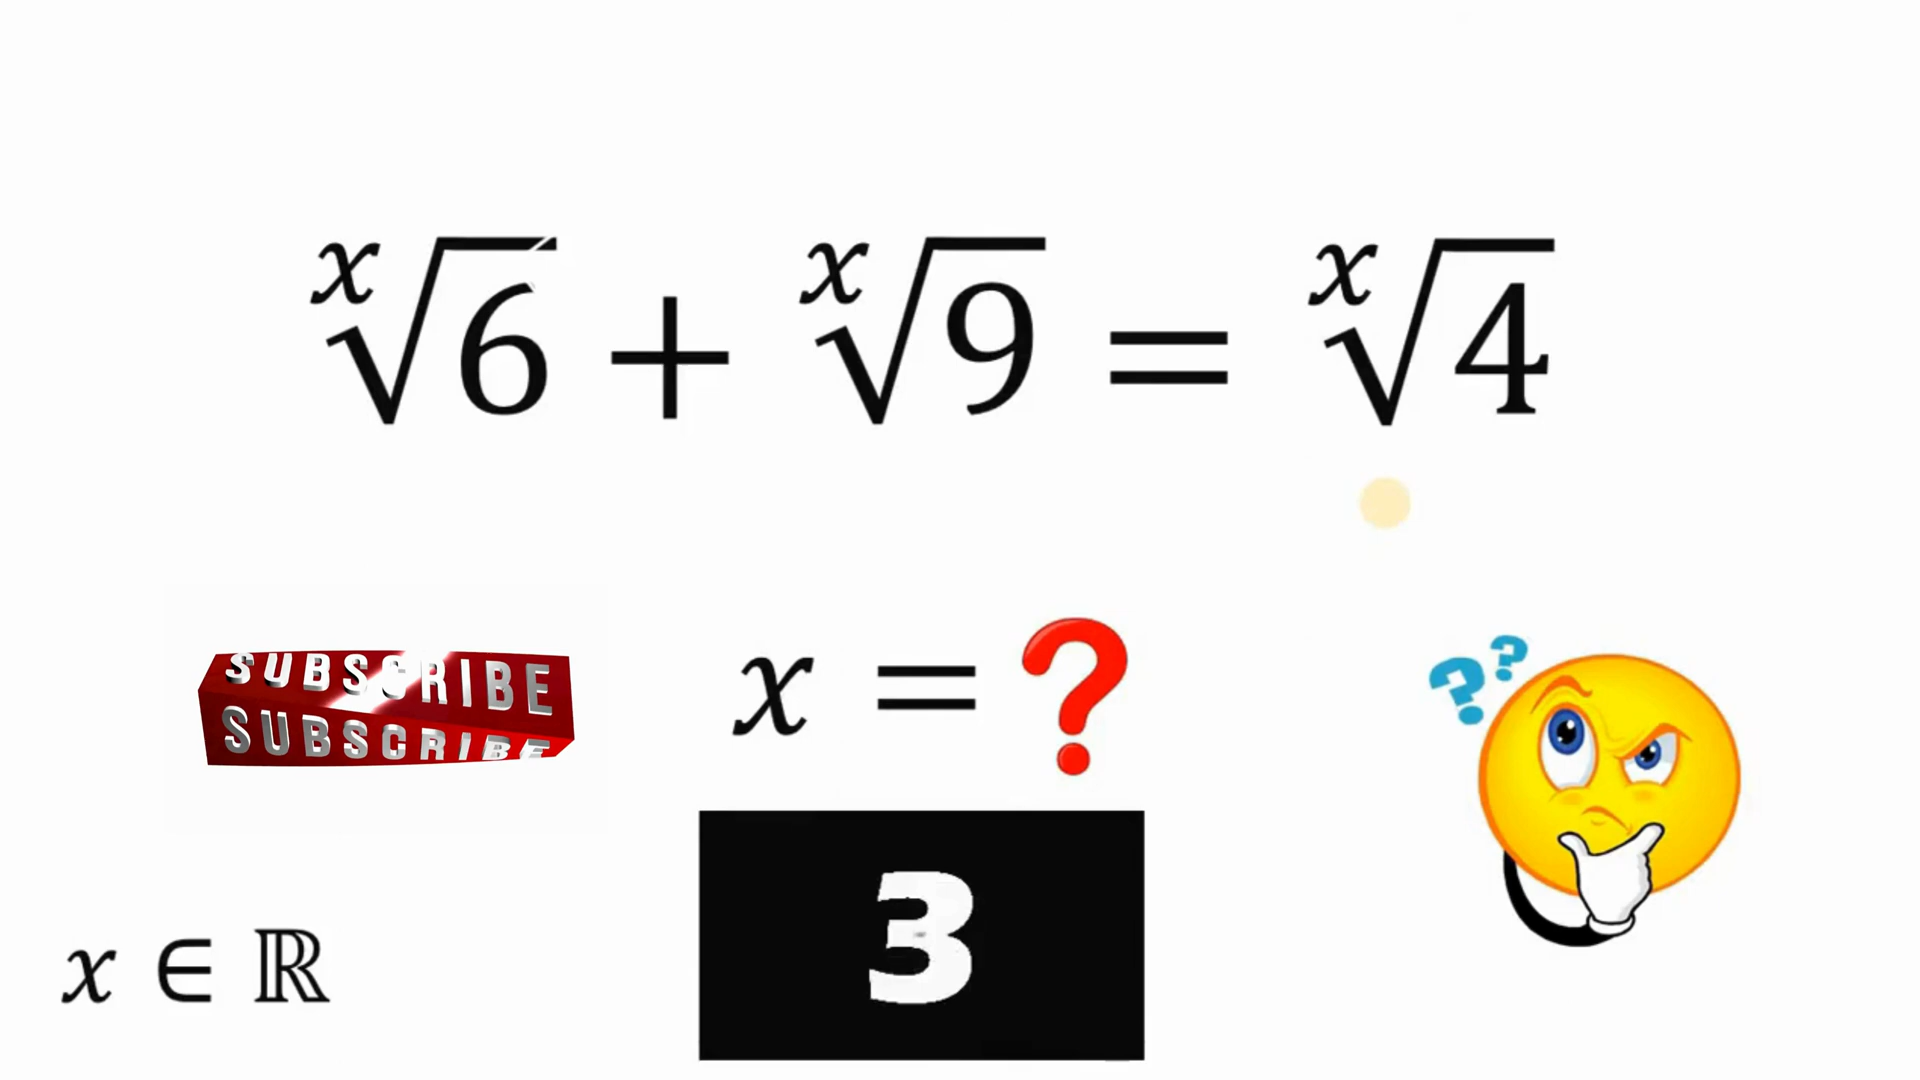 ˣ√6 + ˣ√9 = ˣ√4
SUBSCRIBE
SUBSCRIBE
x = ❓
? ?
3
x ∈ ℝ